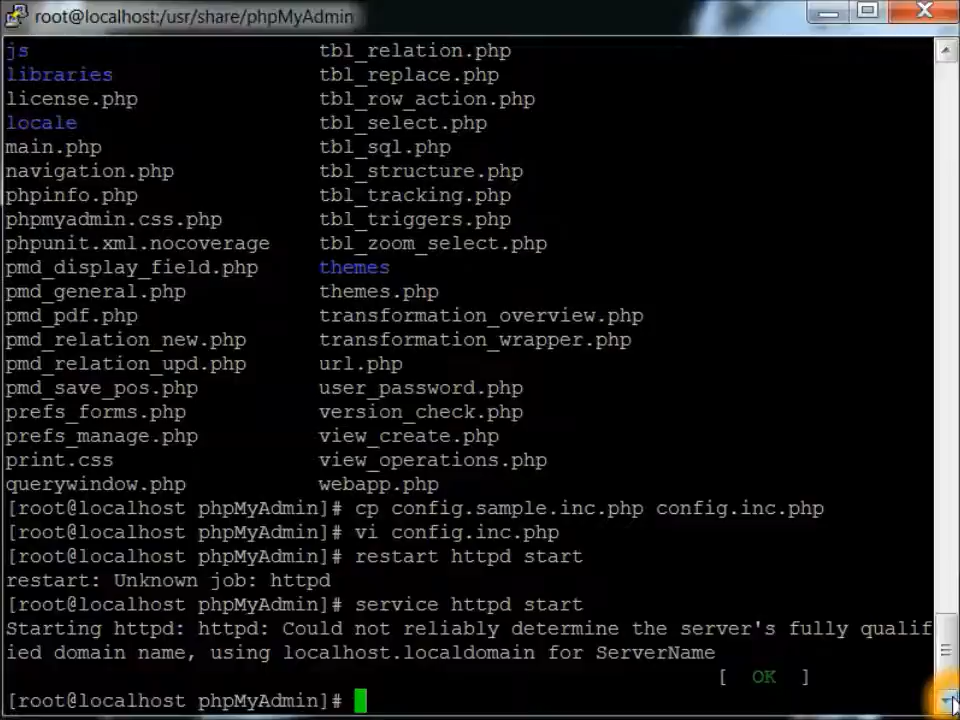 root@localhost:/usr/share/phpMyAdmin
js tbl_relation.php
libraries tbl_replace.php
license.php tbl_row_action.php
locale tbl_select.php
main.php tbl_sql.php
navigation.php tbl_structure.php
phpinfo.php tbl_tracking.php
phpmyadmin.css.php tbl_triggers.php
phpunit.xml.nocoverage tbl_zoom_select.php
pmd_display_field.php themes
pmd_general.php themes.php
pmd_pdf.php transformation_overview.php
pmd_relation_new.php transformation_wrapper.php
pmd_relation_upd.php url.php
pmd_save_pos.php user_password.php
prefs_forms.php version_check.php
prefs_manage.php view_create.php
print.css view_operations.php
querywindow.php webapp.php
[root@localhost phpMyAdmin]# cp config.sample.inc.php config.inc.php
[root@localhost phpMyAdmin]# vi config.inc.php
[root@localhost phpMyAdmin]# restart httpd start
restart: Unknown job: httpd
[root@localhost phpMyAdmin]# service httpd start
Starting httpd: httpd: Could not reliably determine the server's fully qualif
ied domain name, using localhost.localdomain for ServerName
[ OK ]
[root@localhost phpMyAdmin]#